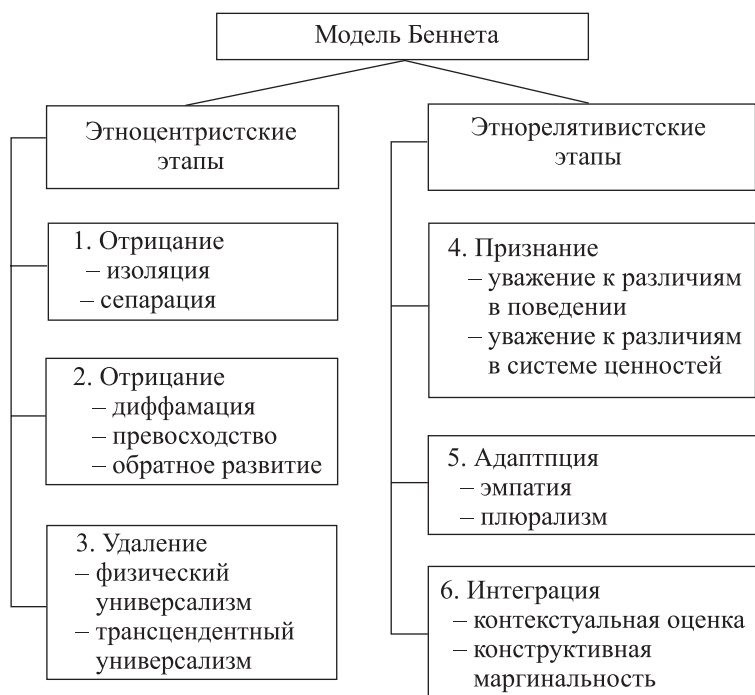 Модель Беннета
Этноцентристские
этапы
1. Отрицание
– изоляция
– сепарация
2. Отрицание
– диффамация
– превосходство
– обратное развитие
3. Удаление
– физический
универсализм
– трансцендентный
универсализм
Этнорелятивистские
этапы
4. Признание
– уважение к различиям
в поведении
– уважение к различиям
в системе ценностей
5. Адаптпция
– эмпатия
– плюрализм
6. Интеграция
– контекстуальная оценка
– конструктивная
маргинальность